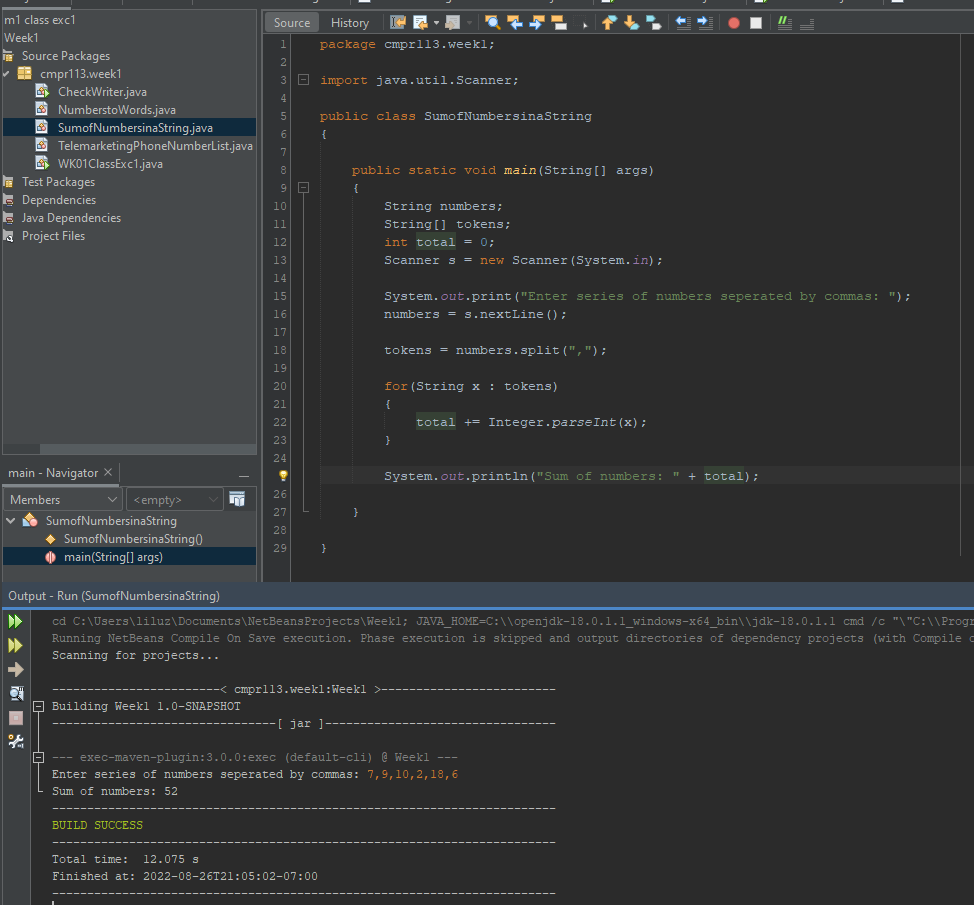 m1 class exc1
Week1
Source Packages
cmpr113.week1
CheckWriter.java
NumberstoWords.java
SumofNumbersinaString.java
TelemarketingPhoneNumberList.java
WK01ClassExc1.java
Test Packages
Dependencies
Java Dependencies
Project Files
main - Navigator
Members
<empty>
SumofNumbersinaString
SumofNumbersinaString()
main(String[] args)
Source History
1 package cmpr113.week1;
2
3 import java.util.Scanner;
4
5 public class SumofNumbersinaString
6 {
7
8 public static void main(String[] args)
9 {
10 String numbers;
11 String[] tokens;
12 int total = 0;
13 Scanner s = new Scanner(System.in);
14
15 System.out.print("Enter series of numbers seperated by commas: ");
16 numbers = s.nextLine();
17
18 tokens = numbers.split(",");
19
20 for(String x : tokens)
21 {
22 total += Integer.parseInt(x);
23 }
24
System.out.println("Sum of numbers: " + total);
26
27 }
28
29 }
Output - Run (SumofNumbersinaString)
cd C:\Users\liluz\Documents\NetBeansProjects\Week1; JAVA_HOME=C:\\openjdk-18.0.1.1_windows-x64_bin\\jdk-18.0.1.1 cmd /c "\"C:\\Progr
Running NetBeans Compile On Save execution. Phase execution is skipped and output directories of dependency projects (with Compile o
Scanning for projects...
------------------------< cmpr113.week1:Week1 >-------------------------
Building Week1 1.0-SNAPSHOT
--------------------------------[ jar ]---------------------------------
--- exec-maven-plugin:3.0.0:exec (default-cli) @ Week1 ---
Enter series of numbers seperated by commas: 7,9,10,2,18,6
Sum of numbers: 52
------------------------------------------------------------------------
BUILD SUCCESS
------------------------------------------------------------------------
Total time:  12.075 s
Finished at: 2022-08-26T21:05:02-07:00
------------------------------------------------------------------------